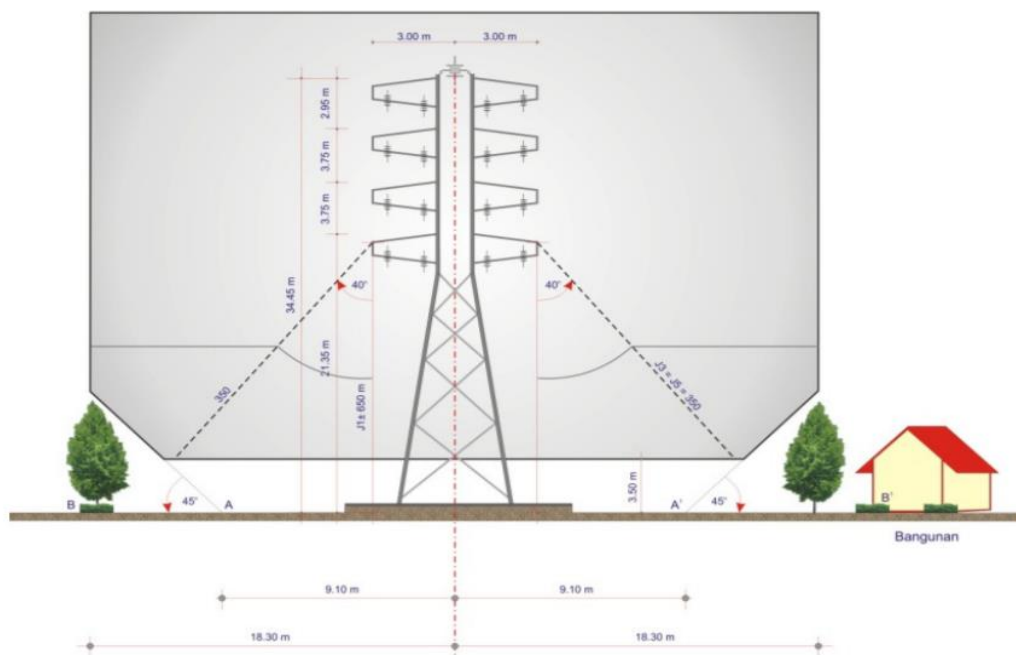 3.00 m
3.00 m
2.95 m
3.75 m
3.75 m
34.45 m
21.35 m
40'
40'
350
J1± 650 m
J3 = J5 = 350
3.50 m
B
45'
A
A'
45'
B'
Bangunan
9.10 m
9.10 m
18.30 m
18.30 m